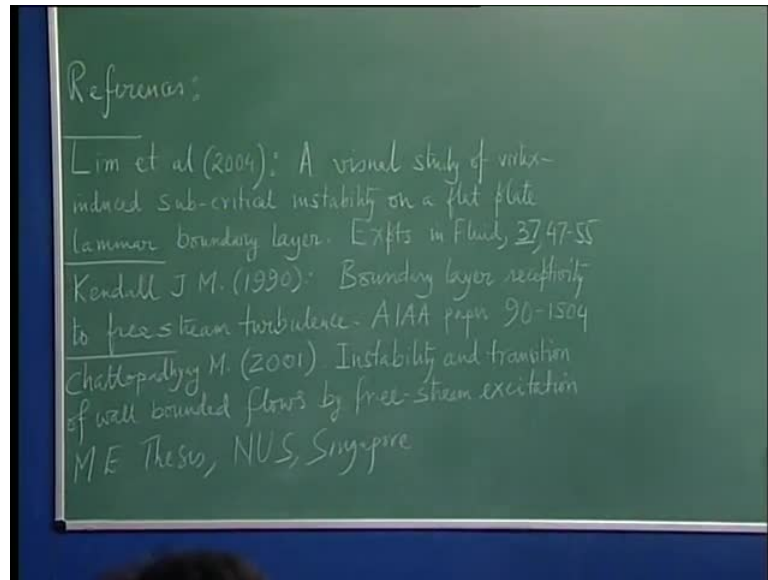 References:
Lim et al (2004): A visual study of vortex-
induced sub-critical instability on a flat plate
laminar boundary layer. Expts in Fluid, 37, 47-55
Kendall J M. (1990): Boundary layer receptivity
to free stream turbulence. AIAA paper 90-1504
Chattopadhyay M. (2001) Instability and transition
of wall bounded flows by free-stream excitation
M E Thesis, NUS, Singapore